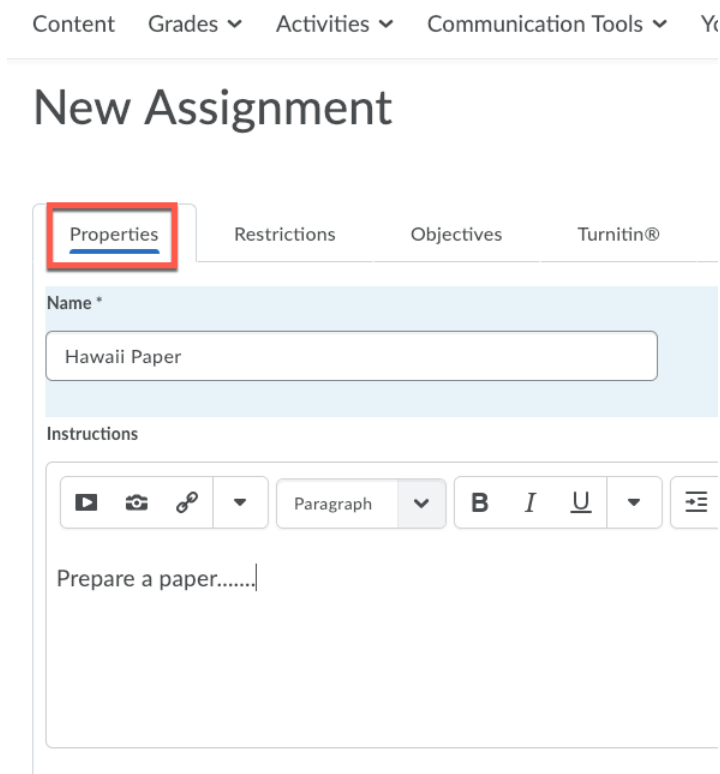 Content Grades Activities Communication Tools
New Assignment
Properties Restrictions Objectives Turnitin®
Name *
Hawaii Paper
Instructions
Paragraph B I U
Prepare a paper.......